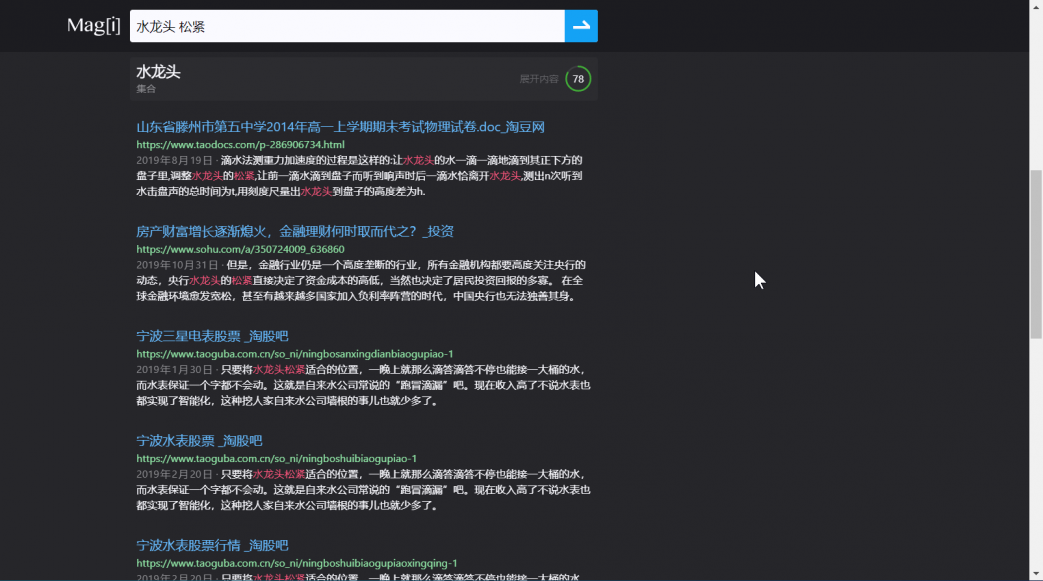 Mag[i]
水龙头 松紧
水龙头
集合
展开内容
78
山东省滕州市第五中学2014年高一上学期期末考试物理试卷.doc_淘豆网
https://www.taodocs.com/p-286906734.html
2019年8月19日 · 滴水法测重力加速度的过程是这样的:让水龙头的水一滴一滴地滴到其正下方的
盘子里,调整水龙头的松紧,让前一滴水滴到盘子而听到响声时后一滴水恰离开水龙头,测出n次听到
水击盘声的总时间为t,用刻度尺量出水龙头到盘子的高度差为h.
房产财富增长逐渐熄火，金融理财何时取而代之？_投资
https://www.sohu.com/a/350724009_636860
2019年10月31日 · 但是，金融行业仍是一个高度垄断的行业，所有金融机构都要高度关注央行的
动态，央行水龙头的松紧直接决定了资金成本的高低，当然也决定了居民投资回报的多寡。 在全
球金融环境愈发宽松，甚至有越来越多国家加入负利率阵营的时代，中国央行也无法独善其身。
宁波三星电表股票 _淘股吧
https://www.taoguba.com.cn/so_ni/ningbosanxingdianbiaogupiao-1
2019年1月30日 · 只要将水龙头松紧适合的位置，一晚上就那么滴答滴答不停也能接一大桶的水，
而水表保证一个字都不会动。这就是自来水公司常说的“跑冒滴漏”吧。现在收入高了不说水表也
都实现了智能化，这种挖人家自来水公司墙根的事儿也就少多了。
宁波水表股票 _淘股吧
https://www.taoguba.com.cn/so_ni/ningboshuibiaogupiao-1
2019年2月20日 · 只要将水龙头松紧适合的位置，一晚上就那么滴答滴答不停也能接一大桶的水，
而水表保证一个字都不会动。这就是自来水公司常说的“跑冒滴漏”吧。现在收入高了不说水表也
都实现了智能化，这种挖人家自来水公司墙根的事儿也就少多了。
宁波水表股票行情 _淘股吧
https://www.taoguba.com.cn/so_ni/ningboshuibiaogupiaoxingqing-1
2019年2月20日 · 只要将水龙头松紧适合的位置，一晚上就那么滴答滴答不停也能接一大桶的水，